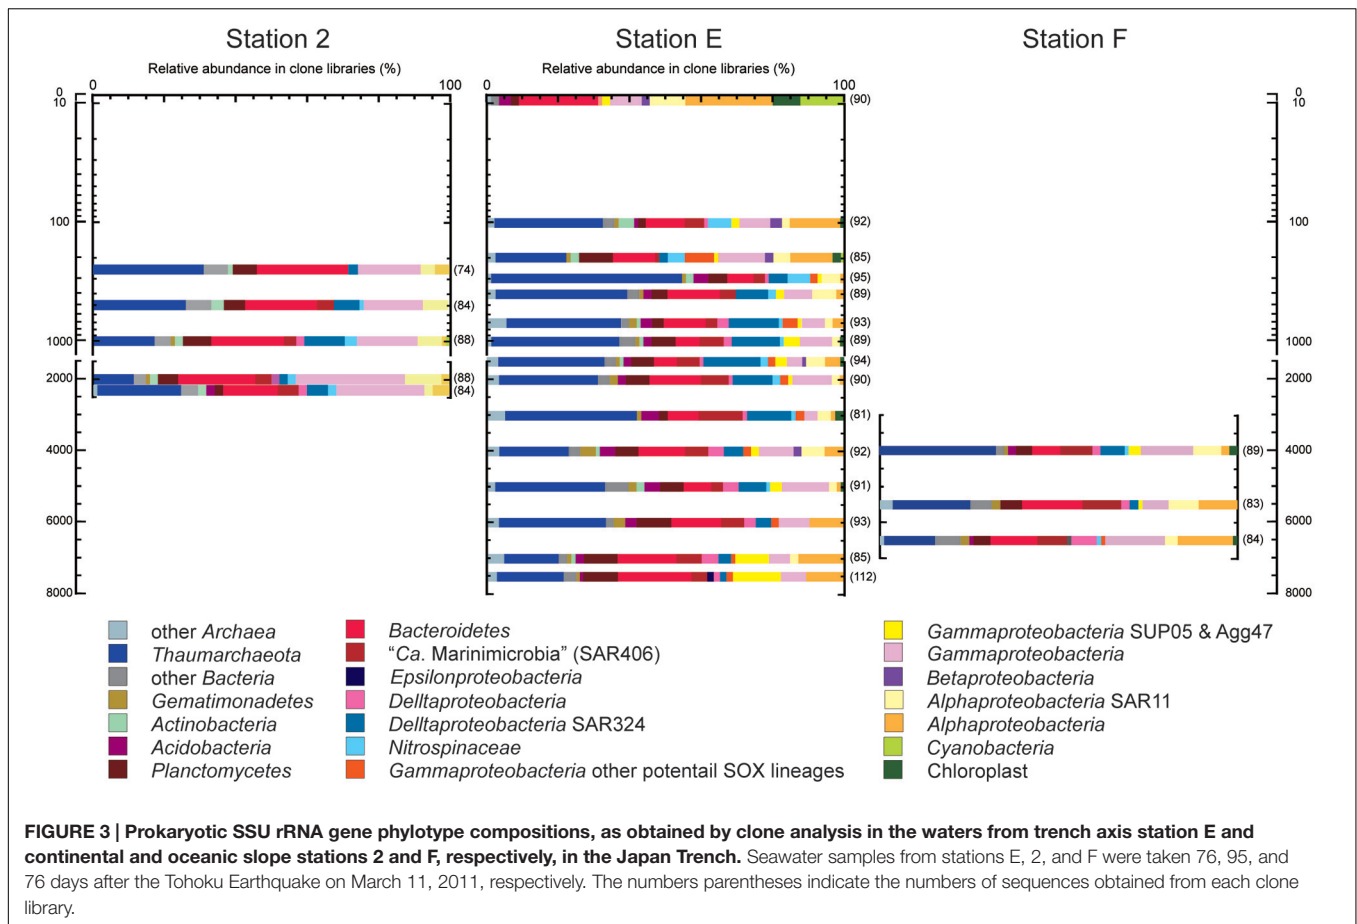 Station 2
Station E
Station F
Relative abundance in clone libraries (%)
Relative abundance in clone libraries (%)
0 100
0 100
0
10
100
1000
2000
4000
6000
8000
(74)
(84)
(88)
(88)
(84)
(90)
(92)
(85)
(95)
(89)
(93)
(89)
(94)
(90)
(81)
(92)
(91)
(93)
(85)
(112)
(89)
(83)
(84)
0
10
100
1000
2000
4000
6000
8000
other Archaea
Thaumarchaeota
other Bacteria
Gematimonadetes
Actinobacteria
Acidobacteria
Planctomycetes
Bacteroidetes
“Ca. Marinimicrobia” (SAR406)
Epsilonproteobacteria
Delltaproteobacteria
Delltaproteobacteria SAR324
Nitrospinaceae
Gammaproteobacteria other potentail SOX lineages
Gammaproteobacteria SUP05 & Agg47
Gammaproteobacteria
Betaproteobacteria
Alphaproteobacteria SAR11
Alphaproteobacteria
Cyanobacteria
Chloroplast
FIGURE 3 | Prokaryotic SSU rRNA gene phylotype compositions, as obtained by clone analysis in the waters from trench axis station E and
continental and oceanic slope stations 2 and F, respectively, in the Japan Trench. Seawater samples from stations E, 2, and F were taken 76, 95, and
76 days after the Tohoku Earthquake on March 11, 2011, respectively. The numbers parentheses indicate the numbers of sequences obtained from each clone
library.